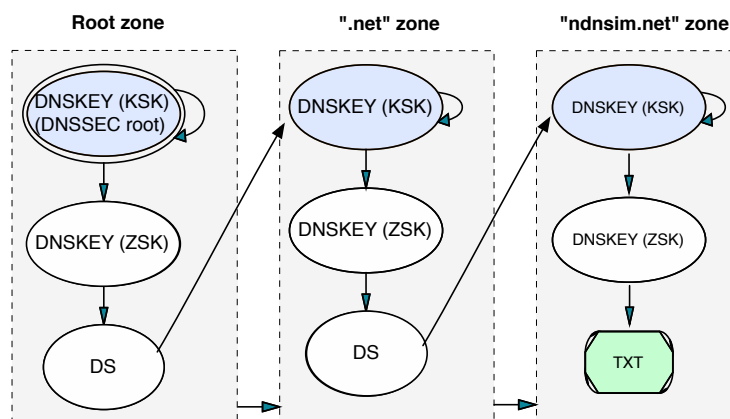 Root zone
".net" zone
"ndnsim.net" zone
DNSKEY (KSK)
(DNSSEC root)
DNSKEY (KSK)
DNSKEY (KSK)
DNSKEY (ZSK)
DNSKEY (ZSK)
DNSKEY (ZSK)
DS
DS
TXT